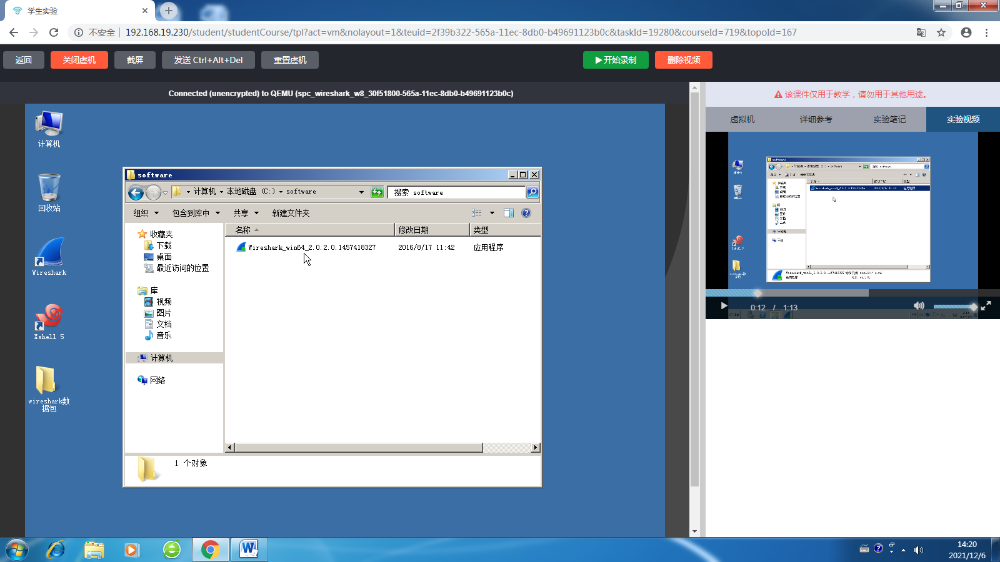 学生实验
不安全
192.168.19.230/student/studentCourse/tpl?act=vm&nolayout=1&teuid=2f39b322-565a-11ec-8db0-b49691123b0c&taskId=19280&courseId=719&topoId=167
返回 关闭虚机 截屏 发送 Ctrl+Alt+Del 重置虚机 开始录制 删除视频
Connected (unencrypted) to QEMU (spc_wireshark_w8_30f51800-565a-11ec-8db0-b49691123b0c)
该课件仅用于教学，请勿用于其他用途。
虚拟机 详细参考 实验笔记 实验视频
计算机
回收站
Wireshark
Xshell 5
wireshark数
据包
software
计算机 本地磁盘 (C:) software
搜索 software
组织 包含到库中 共享 新建文件夹
名称 修改日期 类型
Wireshark_win64_2.0.2.0.1457418327 2016/8/17 11:42 应用程序
收藏夹
下载
桌面
最近访问的位置
库
视频
图片
文档
音乐
计算机
网络
1 个对象
0:12 / 1:13
14:20
2021/12/6